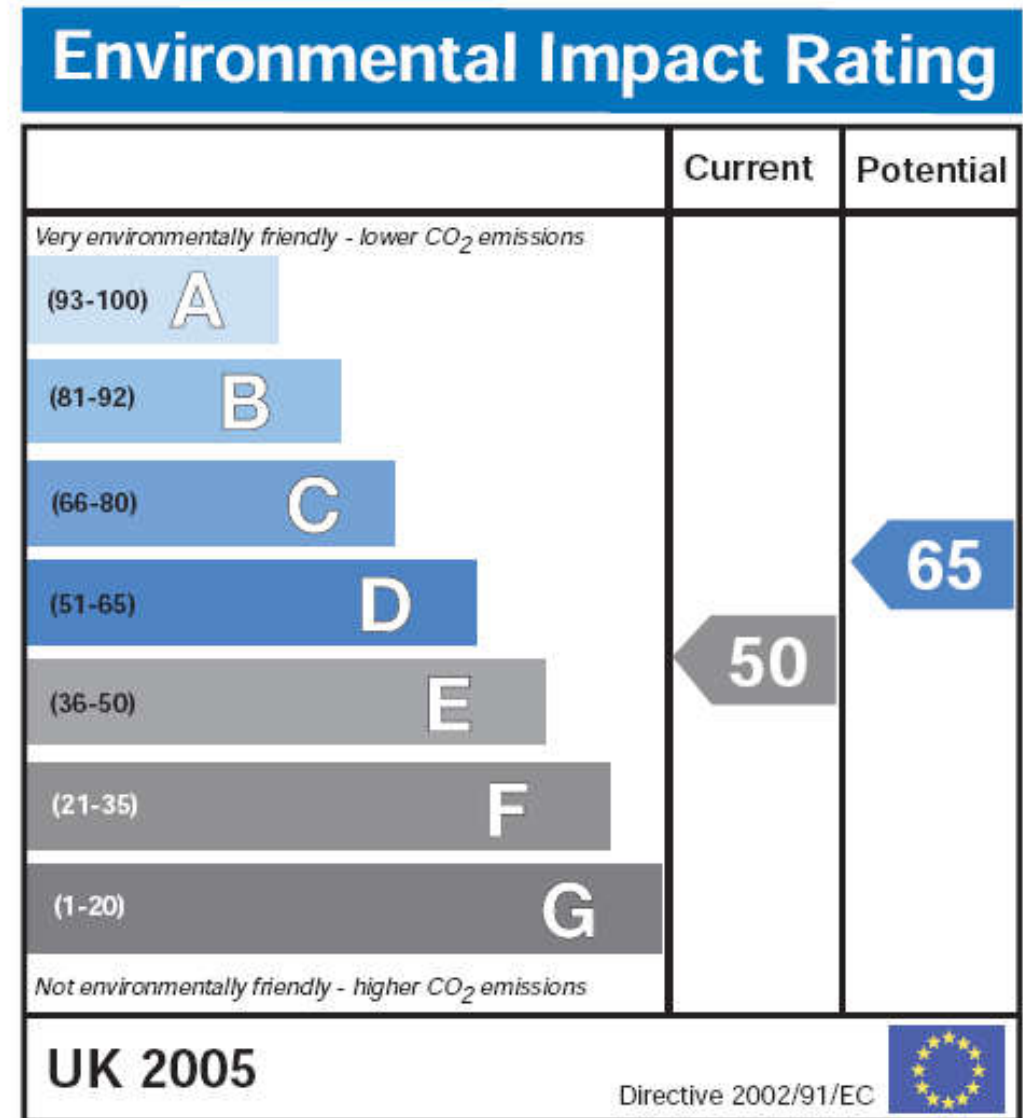 Environmental Impact Rating
Current Potential
Very environmentally friendly - lower CO2 emissions
(93-100) A
(81-92) B
(66-80) C
(51-65) D
65
50
(36-50) E
(21-35) F
(1-20) G
Not environmentally friendly - higher CO2 emissions
UK 2005
Directive 2002/91/EC